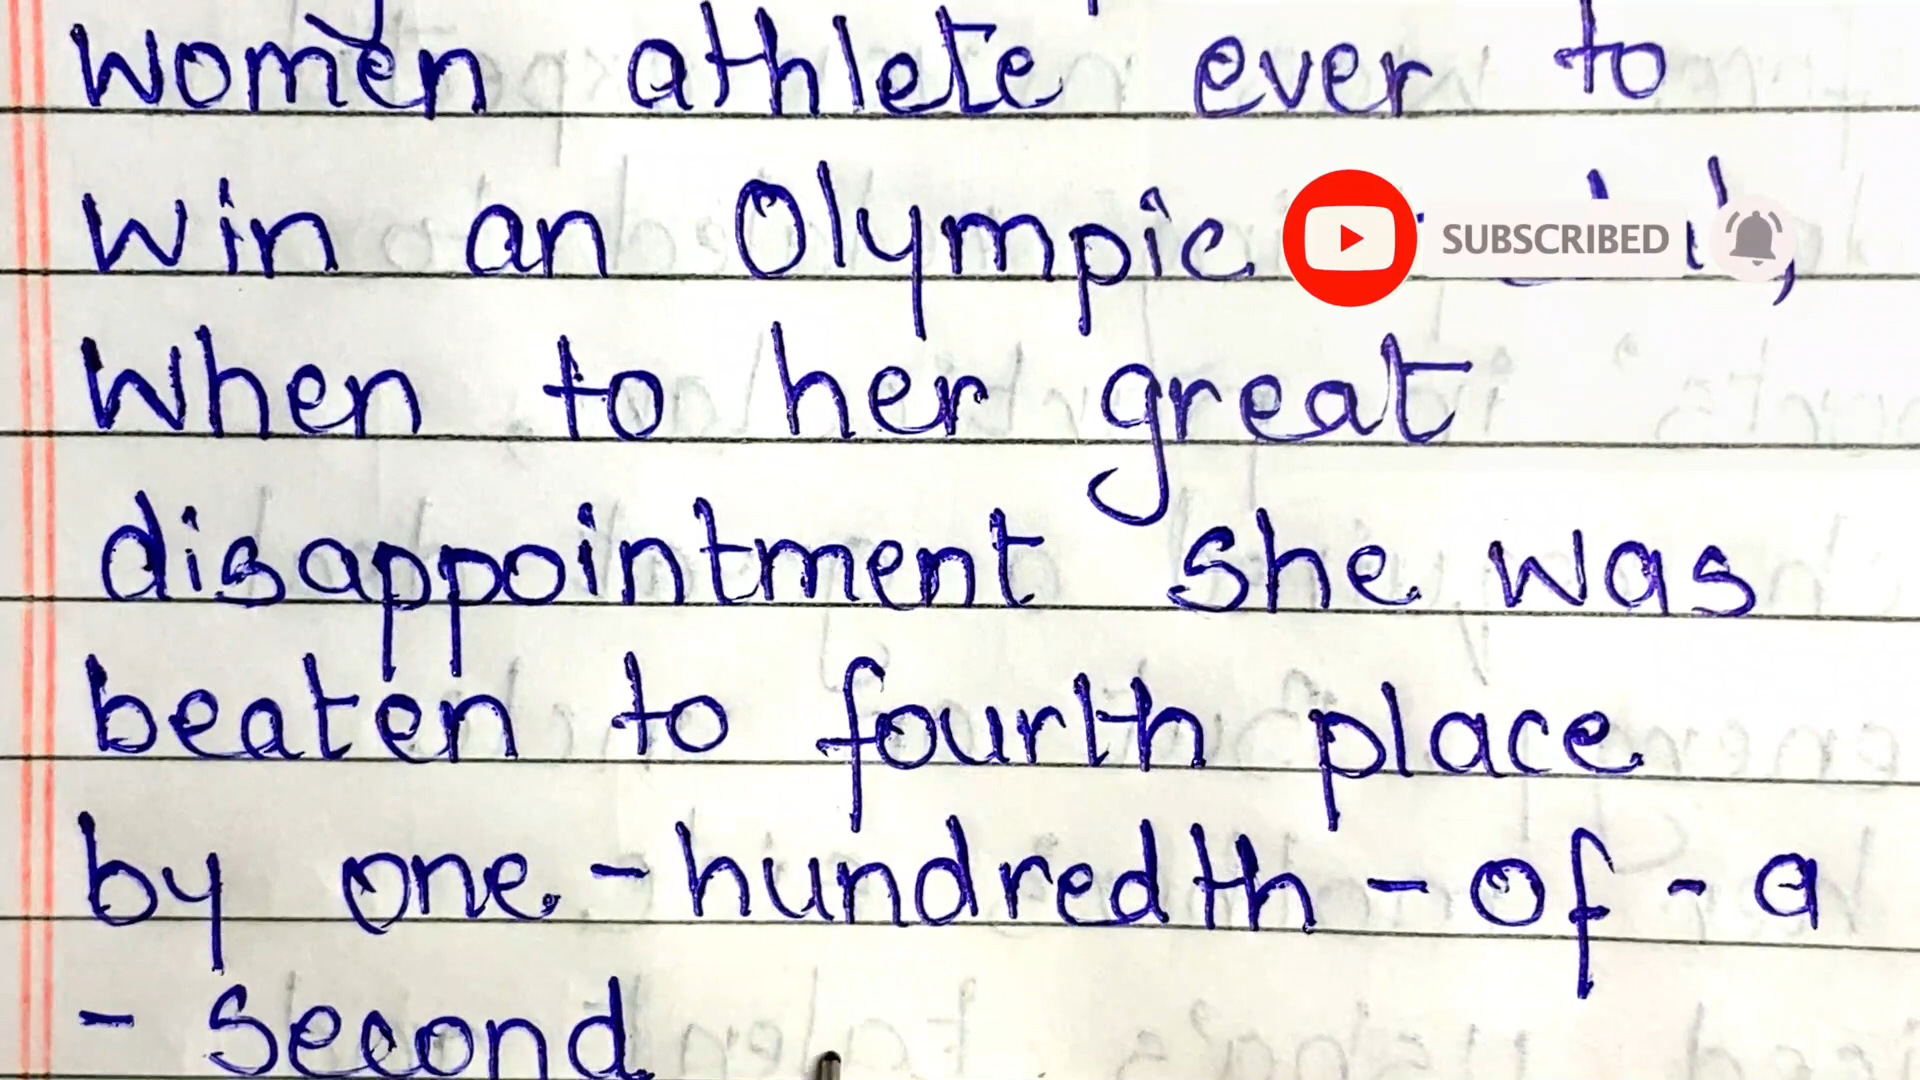 women athlete ever to
win an Olympic
SUBSCRIBED
when to her great
disappointment she was
beaten to fourth place
by one-hundredth-of-a
-second